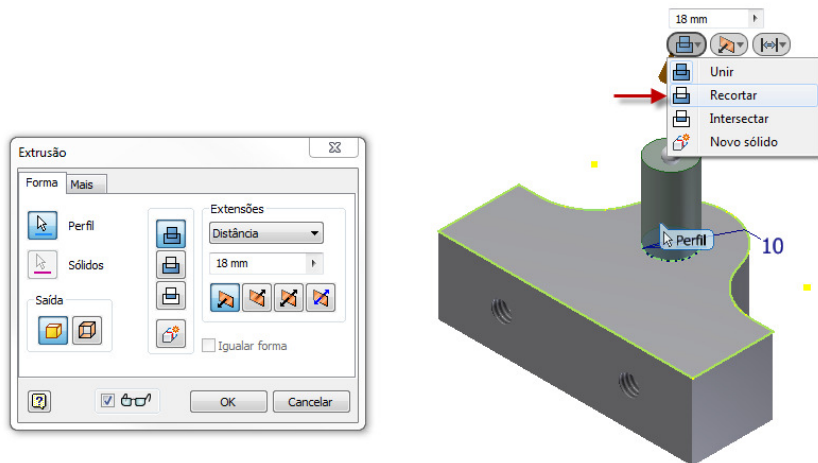 18 mm
Unir
Recortar
Intersectar
Novo sólido
Extrusão
Forma Mais
Perfil
Sólidos
Saída
Extensões
Distância
18 mm
Igualar forma
OK Cancelar
Perfil
10